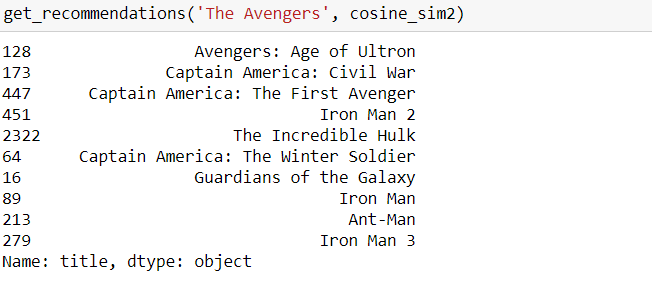 get_recommendations('The Avengers', cosine_sim2)
128 Avengers: Age of Ultron
173 Captain America: Civil War
447 Captain America: The First Avenger
451 Iron Man 2
2322 The Incredible Hulk
64 Captain America: The Winter Soldier
16 Guardians of the Galaxy
89 Iron Man
213 Ant-Man
279 Iron Man 3
Name: title, dtype: object